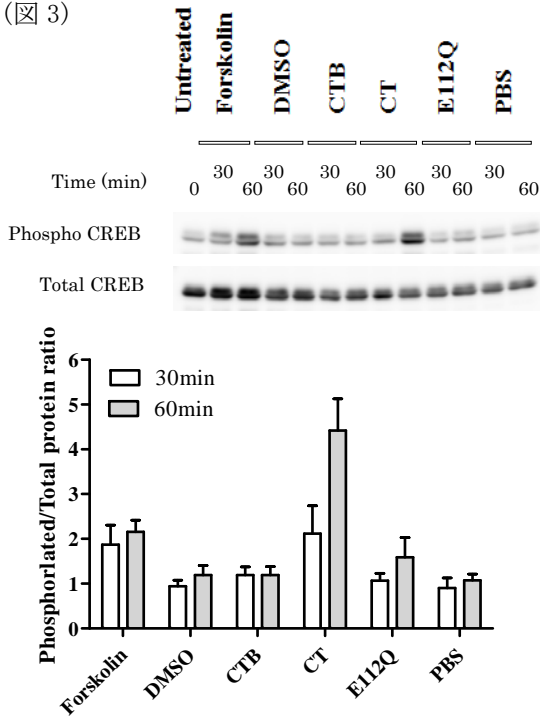 (図 3)
Untreated
Forskolin
DMSO
CTB
CT
E112Q
PBS
Time (min)
0 30 60 30 60 30 60 30 60 30 60 30 60
Phospho CREB
Total CREB
Phosphorlated/Total protein ratio
6
5
4
3
2
1
0
30min
60min
Forskolin
DMSO
CTB
CT
E112Q
PBS